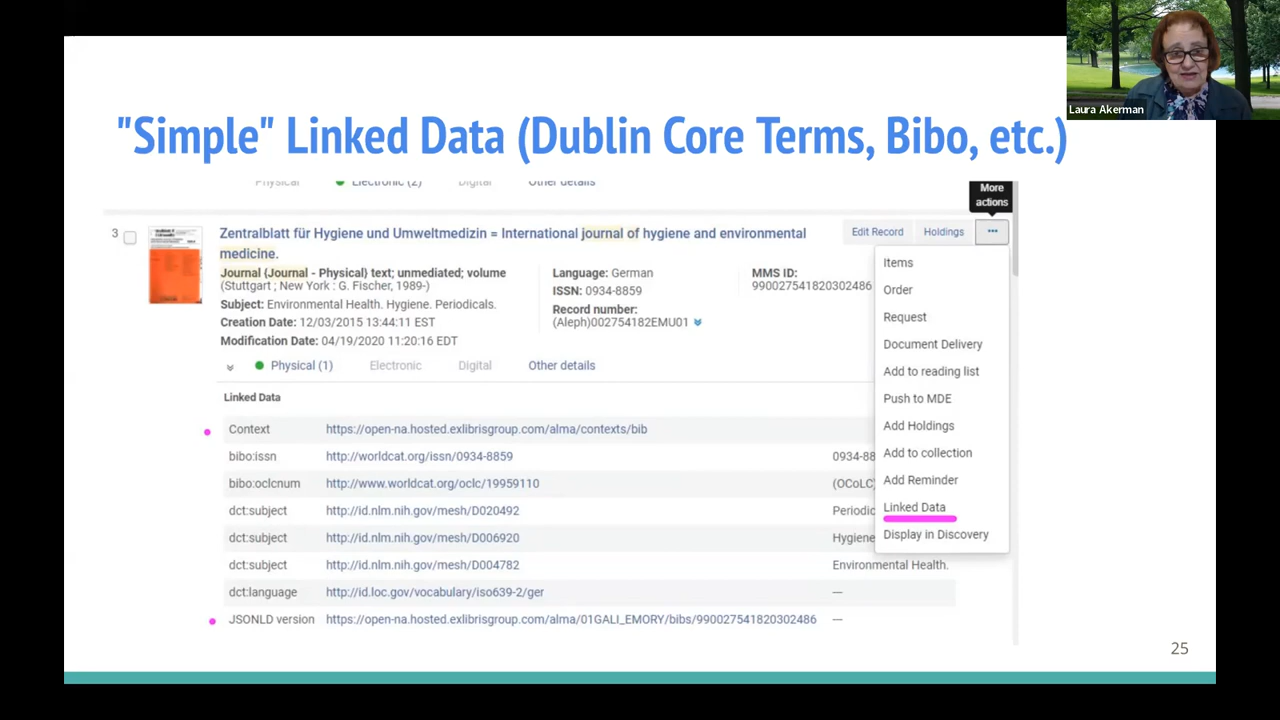 Laura Akerman
"Simple" Linked Data (Dublin Core Terms, Bibo, etc.)
Physical
Electronic (2)
Digital
Other details
More
actions
3
Zentralblatt für Hygiene und Umweltmedizin = International journal of hygiene and environmental
medicine.
Edit Record
Holdings
Journal {Journal - Physical} text; unmediated; volume
(Stuttgart ; New York : G. Fischer, 1989-)
Subject: Environmental Health. Hygiene. Periodicals.
Creation Date: 12/03/2015 13:44:11 EST
Modification Date: 04/19/2020 11:20:16 EDT
Language: German
ISSN: 0934-8859
Record number:
(Aleph)002754182EMU01
MMS ID:
990027541820302486
Items
Order
Request
Document Delivery
Add to reading list
Push to MDE
Add Holdings
Add to collection
Add Reminder
Linked Data
Display in Discovery
Physical (1)
Electronic
Digital
Other details
Linked Data
Context https://open-na.hosted.exlibrisgroup.com/alma/contexts/bib
bibo:issn http://worldcat.org/issn/0934-8859 0934-88
bibo:oclcnum http://www.worldcat.org/oclc/19959110 (OCoLC)
dct:subject http://id.nlm.nih.gov/mesh/D020492 Periodic
dct:subject http://id.nlm.nih.gov/mesh/D006920 Hygiene
dct:subject http://id.nlm.nih.gov/mesh/D004782 Environmental Health.
dct:language http://id.loc.gov/vocabulary/iso639-2/ger —
JSONLD version https://open-na.hosted.exlibrisgroup.com/alma/01GALI_EMORY/bibs/990027541820302486 —
25